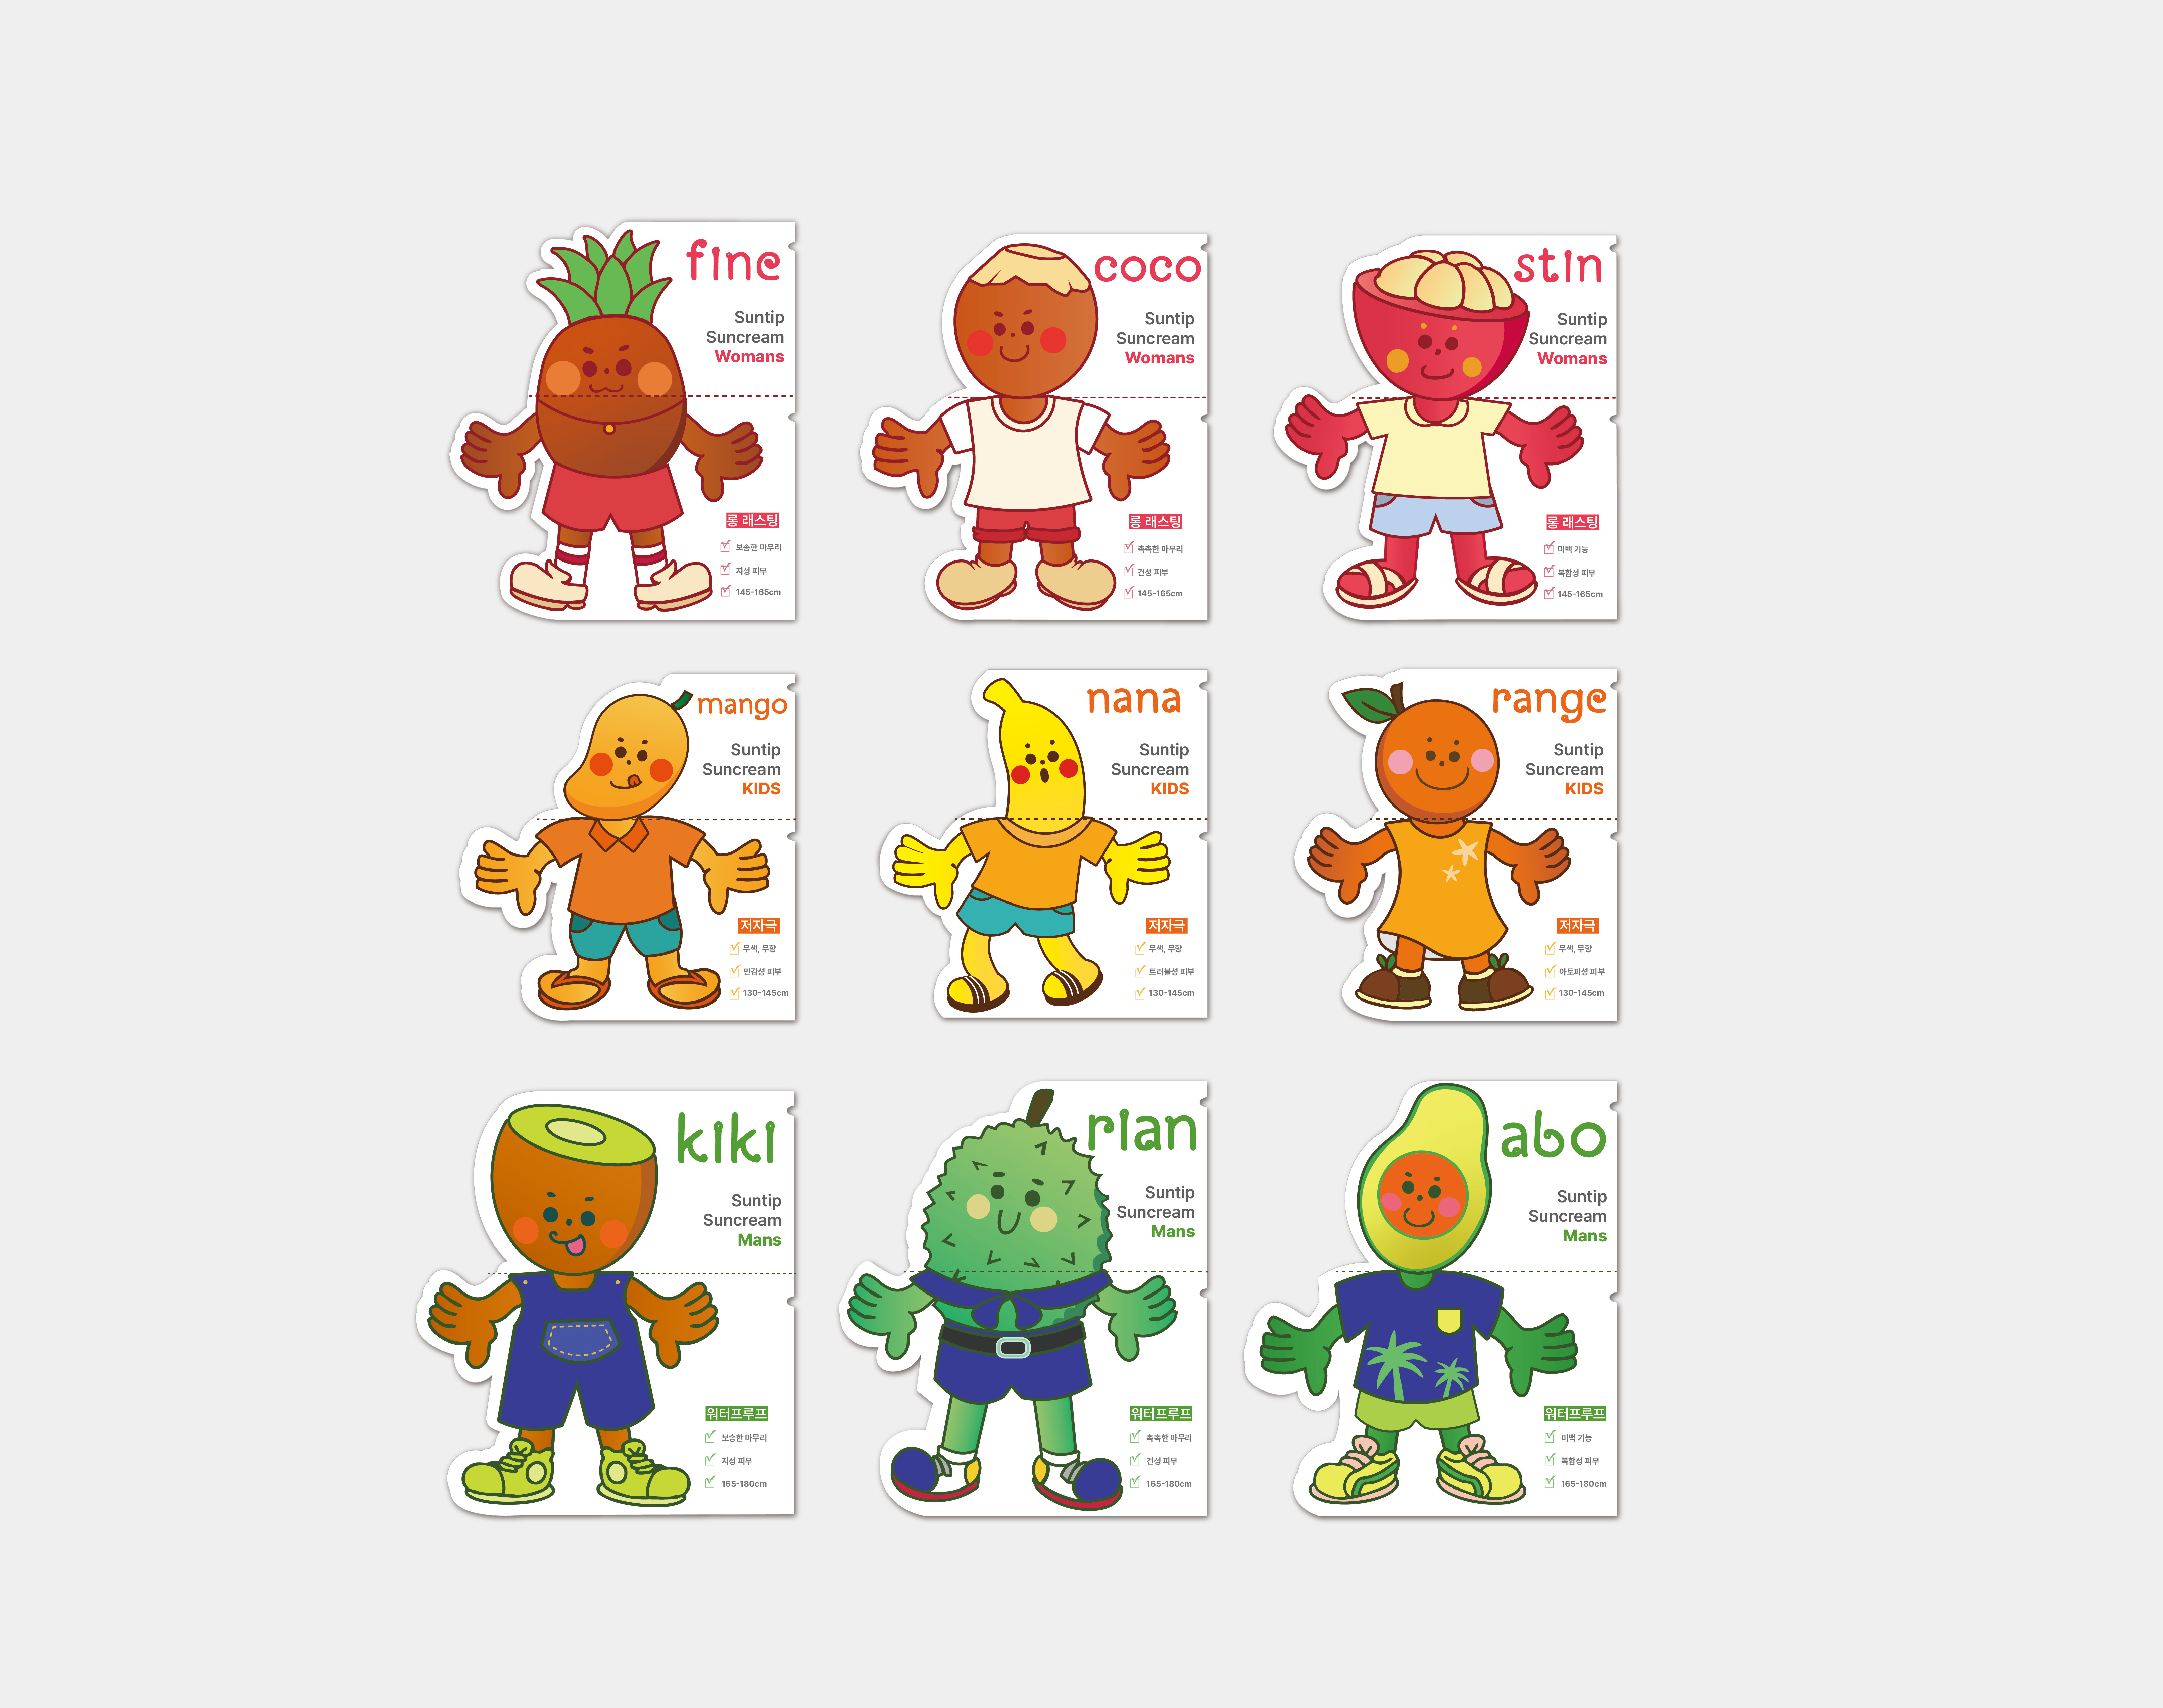 fine
Suntip
Suncream
Womans
롱 래스팅
보송한 마무리
지성 피부
145-165cm
coco
Suntip
Suncream
Womans
롱 래스팅
촉촉한 마무리
건성 피부
145-165cm
stin
Suntip
Suncream
Womans
롱 래스팅
미백 기능
복합성 피부
145-165cm
mango
Suntip
Suncream
KIDS
저자극
무색, 무향
민감성 피부
130-145cm
nana
Suntip
Suncream
KIDS
저자극
무색, 무향
트러블성 피부
130-145cm
range
Suntip
Suncream
KIDS
저자극
무색, 무향
아토피성 피부
130-145cm
kiki
Suntip
Suncream
Mans
워터프루프
보송한 마무리
지성 피부
165-180cm
rian
Suntip
Suncream
Mans
워터프루프
촉촉한 마무리
건성 피부
165-180cm
abo
Suntip
Suncream
Mans
워터프루프
미백 기능
복합성 피부
165-180cm